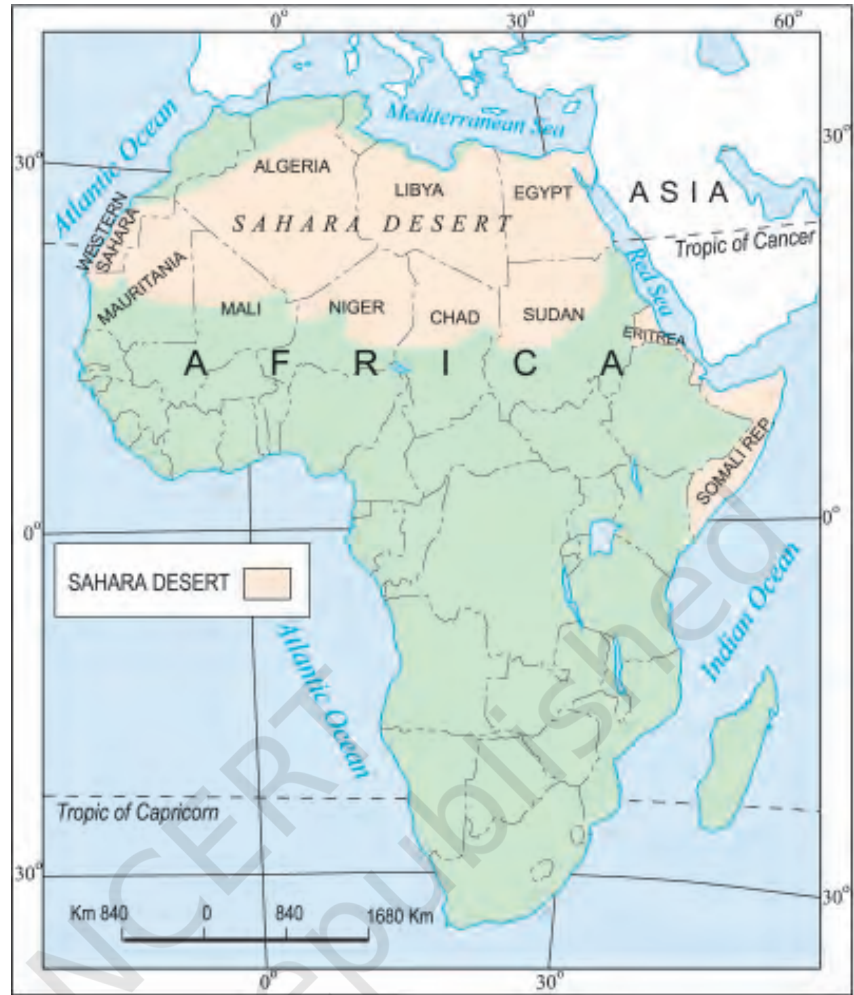 0° 30° 60°
Atlantic Ocean
Mediterranean Sea
30° 30°
ALGERIA
LIBYA
EGYPT
ASIA
WESTERN
SAHARA
SAHARA DESERT
Tropic of Cancer
Red Sea
MAURITANIA
MALI
NIGER
CHAD
SUDAN
ERITREA
AFRICA
SOMALI REP
0° 0°
SAHARA DESERT
Atlantic Ocean
Indian Ocean
Tropic of Capricorn
30° 30°
Km 840 0 840 1680 Km
0° 30°
NCERT
republished